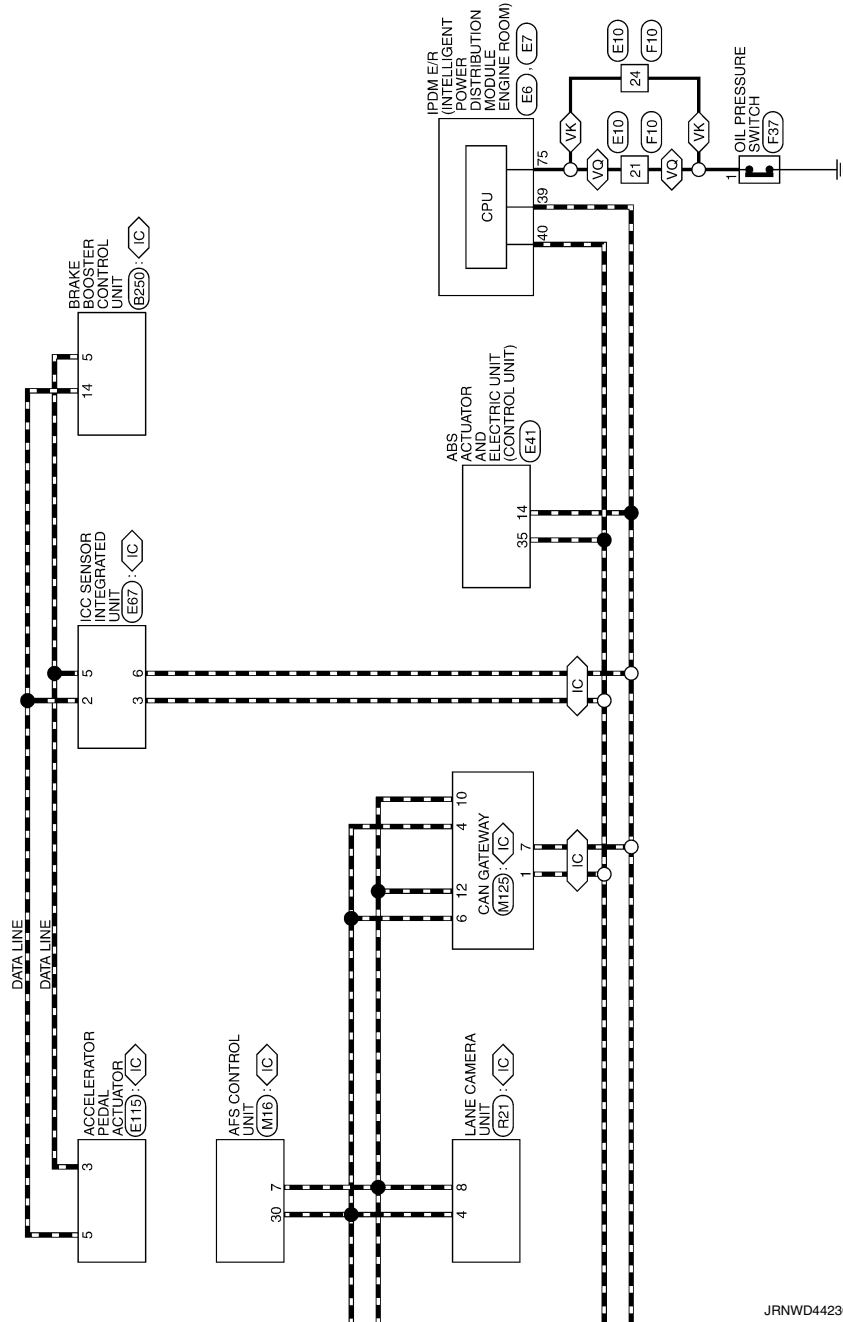 DATA LINE
DATA LINE
ACCELERATOR
PEDAL
ACTUATOR
E115 : IC
5
3
ICC SENSOR
INTEGRATED
UNIT
E67 : IC
2
5
3
6
BRAKE
BOOSTER
CONTROL
UNIT
B250 : IC
14
5
AFS CONTROL
UNIT
M16 : IC
30
7
LANE CAMERA
UNIT
R21 : IC
4
8
CAN GATEWAY
M125 : IC
6
12
4
10
1
7
IC
IC
ABS
ACTUATOR
AND
ELECTRIC UNIT
(CONTROL UNIT)
E41
35
14
IPDM E/R
(INTELLIGENT
POWER
DISTRIBUTION
MODULE
ENGINE ROOM)
E6 , E7
CPU
40
39
75
VK
E10
24
F10
VK
VQ
E10
21
F10
VQ
OIL PRESSURE
SWITCH
F37
1
JRNWD4423